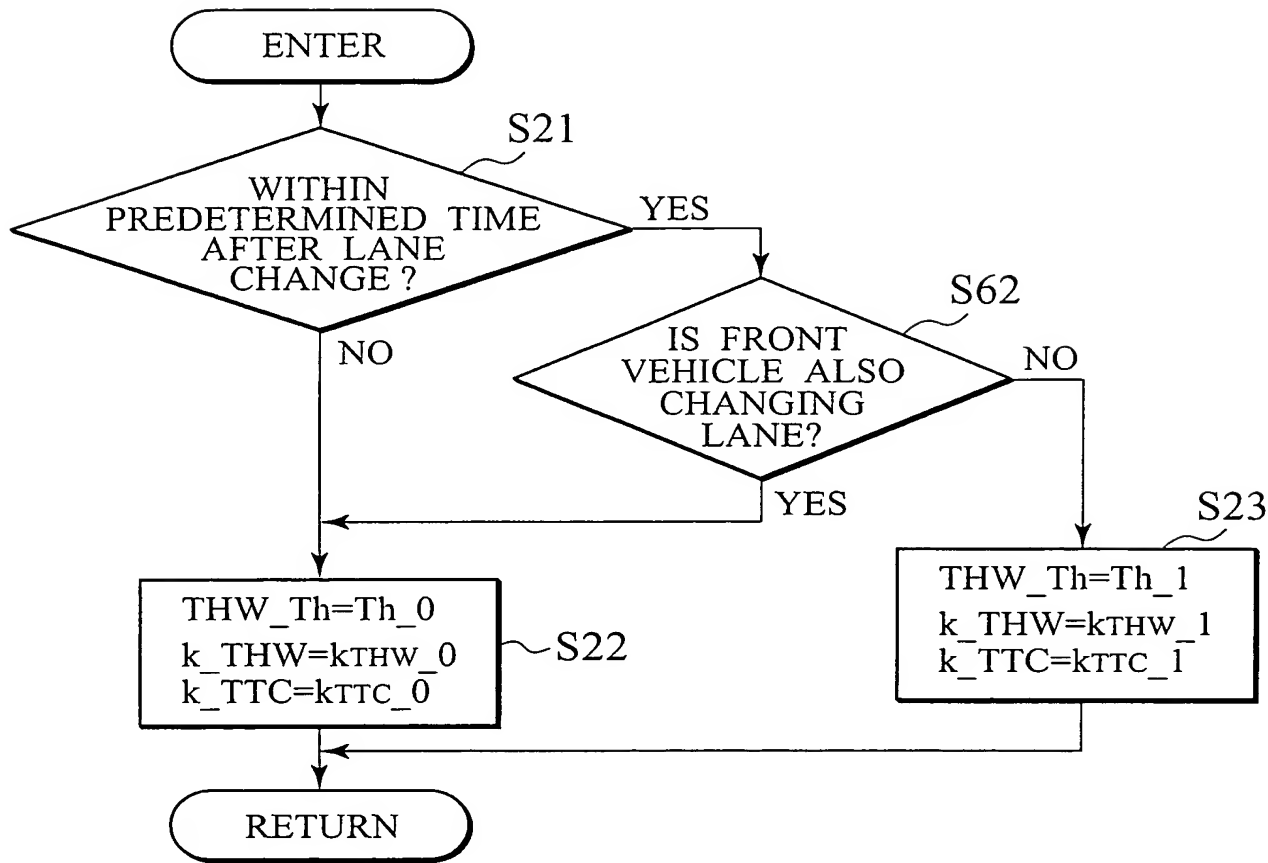 ENTER
S21
WITHIN
PREDETERMINED TIME
AFTER LANE
CHANGE?
YES
NO
S62
IS FRONT
VEHICLE ALSO
CHANGING
LANE?
NO
YES
S23
THW_Th=Th_1
k_THW=kTHW_1
k_TTC=kTTC_1
THW_Th=Th_0
k_THW=kTHW_0
k_TTC=kTTC_0
S22
RETURN